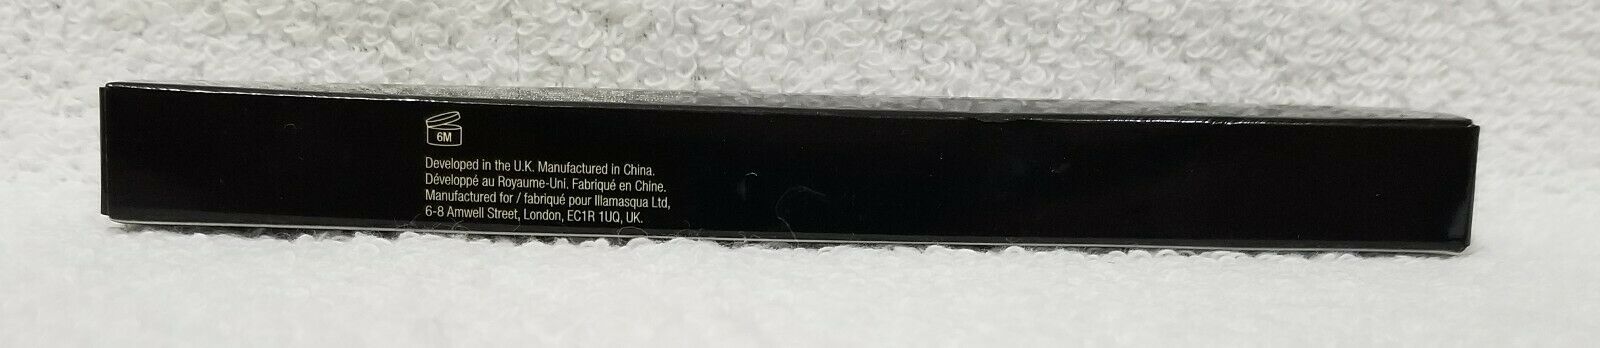 6M
Developed in the U.K. Manufactured in China.
Développé au Royaume-Uni. Fabriqué en Chine.
Manufactured for / fabriqué pour Illamasqua Ltd,
6-8 Amwell Street, London, EC1R 1UQ, UK.